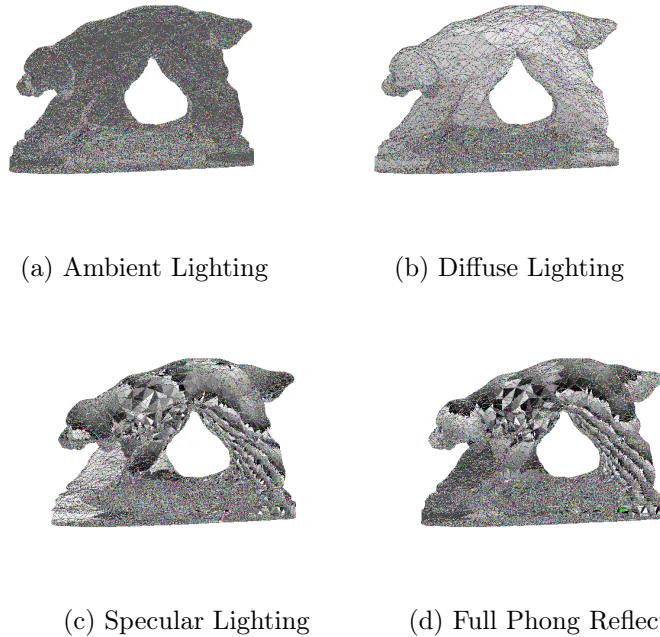 (a) Ambient Lighting
(b) Diffuse Lighting
(c) Specular Lighting
(d) Full Phong Reflec